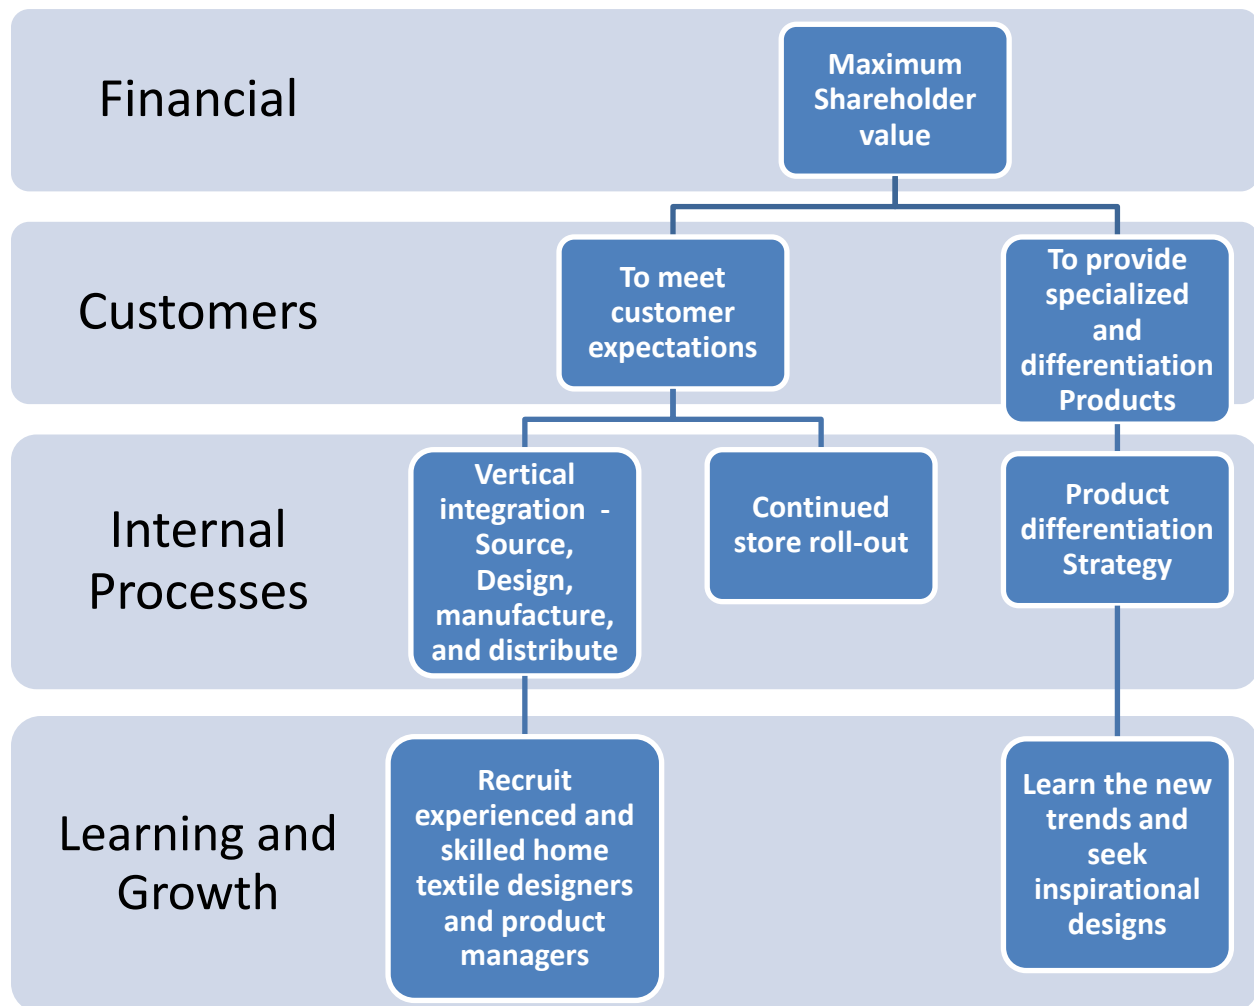 Financial
Maximum
Shareholder
value
Customers
To meet
customer
expectations
To provide
specialized
and
differentiation
Products
Internal
Processes
Vertical
integration  -
Source,
Design,
manufacture,
and distribute
Continued
store roll-out
Product
differentiation
Strategy
Learning and
Growth
Recruit
experienced and
skilled home
textile designers
and product
managers
Learn the new
trends and
seek
inspirational
designs